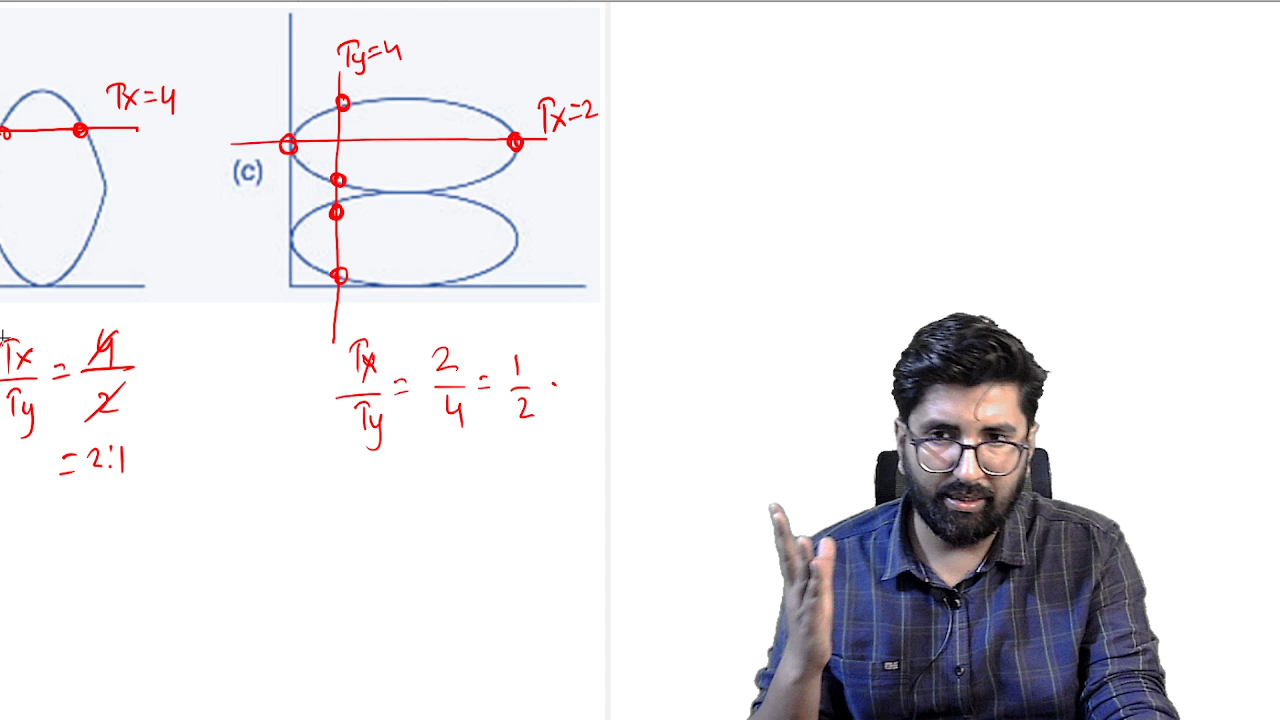 Ty=4
Tx=4
Tx=2
(c)
Tx/Ty = 4/2
= 2:1
Tx/Ty = 2/4 = 1/2 .